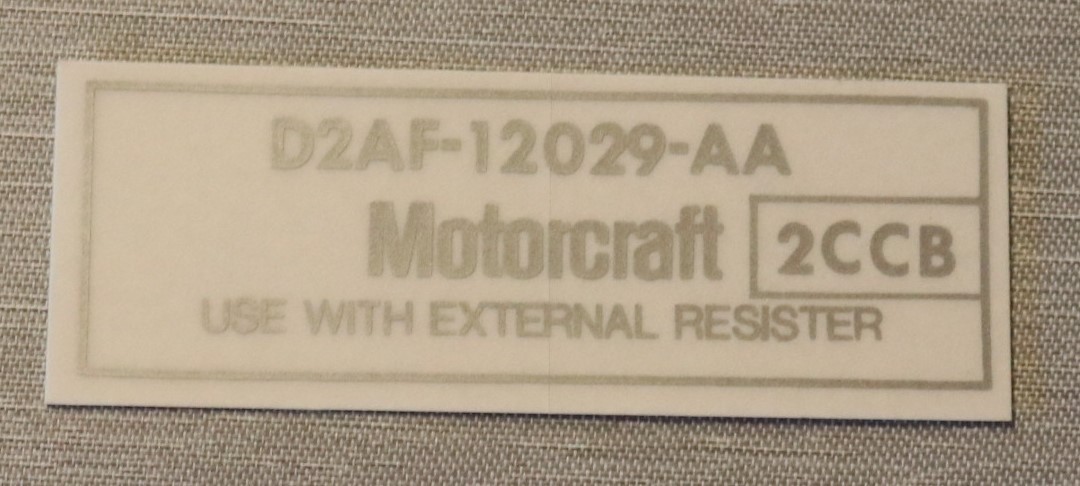 D2AF-12029-AA
Motorcraft 2CCB
USE WITH EXTERNAL RESISTER